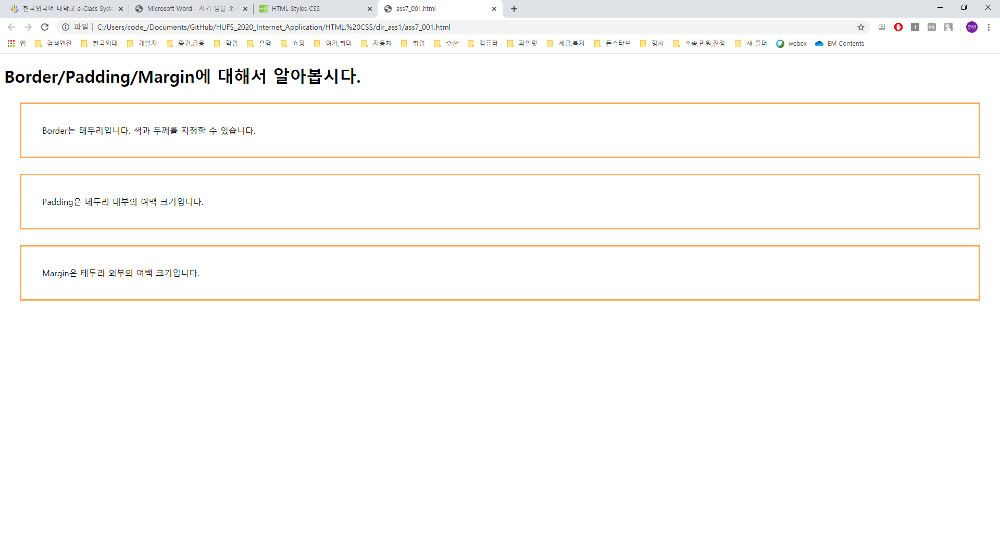 한국외국어 대학교 e-Class Syste
Microsoft Word - 자기 팀을 소개
HTML Styles CSS
ass7_001.html
파일 C:/Users/code_/Documents/GitHub/HUFS_2020_Internet_Application/HTML,%20CSS/dir_ass1/ass7_001.html
영빈
앱 검색엔진 한국외대 개발자 증권,금융 학업 은행 쇼핑 여가,취미 자동차 취업 수산 컴퓨터 파일럿 세금,복지 돈스타브 형사 소송,민원,진정 새 폴더 webex EM Contents
Border/Padding/Margin에 대해서 알아봅시다.
Border는 테두리입니다. 색과 두께를 지정할 수 있습니다.
Padding은 테두리 내부의 여백 크기입니다.
Margin은 테두리 외부의 여백 크기입니다.